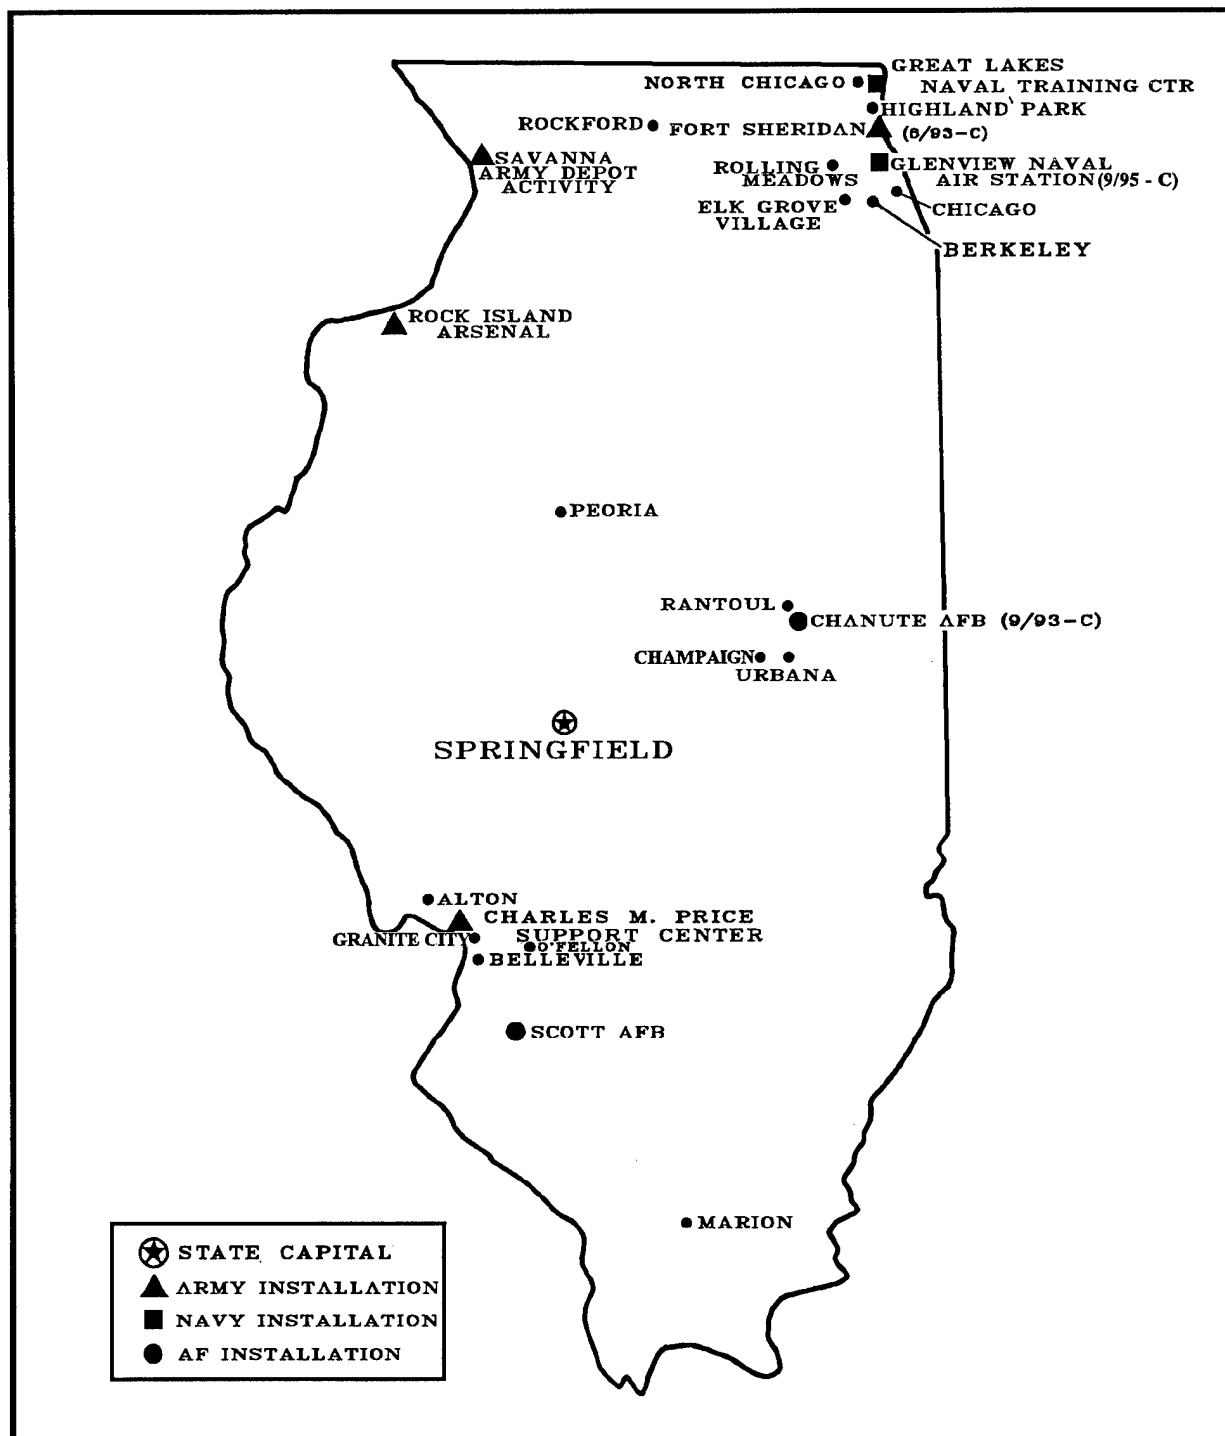 GREAT LAKES
NAVAL TRAINING CTR
NORTH CHICAGO
HIGHLAND PARK
ROCKFORD
FORT SHERIDAN
(6/93-C)
SAVANNA
ARMY DEPOT
ACTIVITY
ROLLING
MEADOWS
GLENVIEW NAVAL
AIR STATION (9/95 - C)
ELK GROVE
VILLAGE
CHICAGO
BERKELEY
ROCK ISLAND
ARSENAL
PEORIA
RANTOUL
CHANUTE AFB (9/93-C)
CHAMPAIGN
URBANA
SPRINGFIELD
ALTON
CHARLES M. PRICE
SUPPORT CENTER
GRANITE CITY
O'FELLON
BELLEVILLE
SCOTT AFB
MARION
STATE CAPITAL
ARMY INSTALLATION
NAVY INSTALLATION
AF INSTALLATION